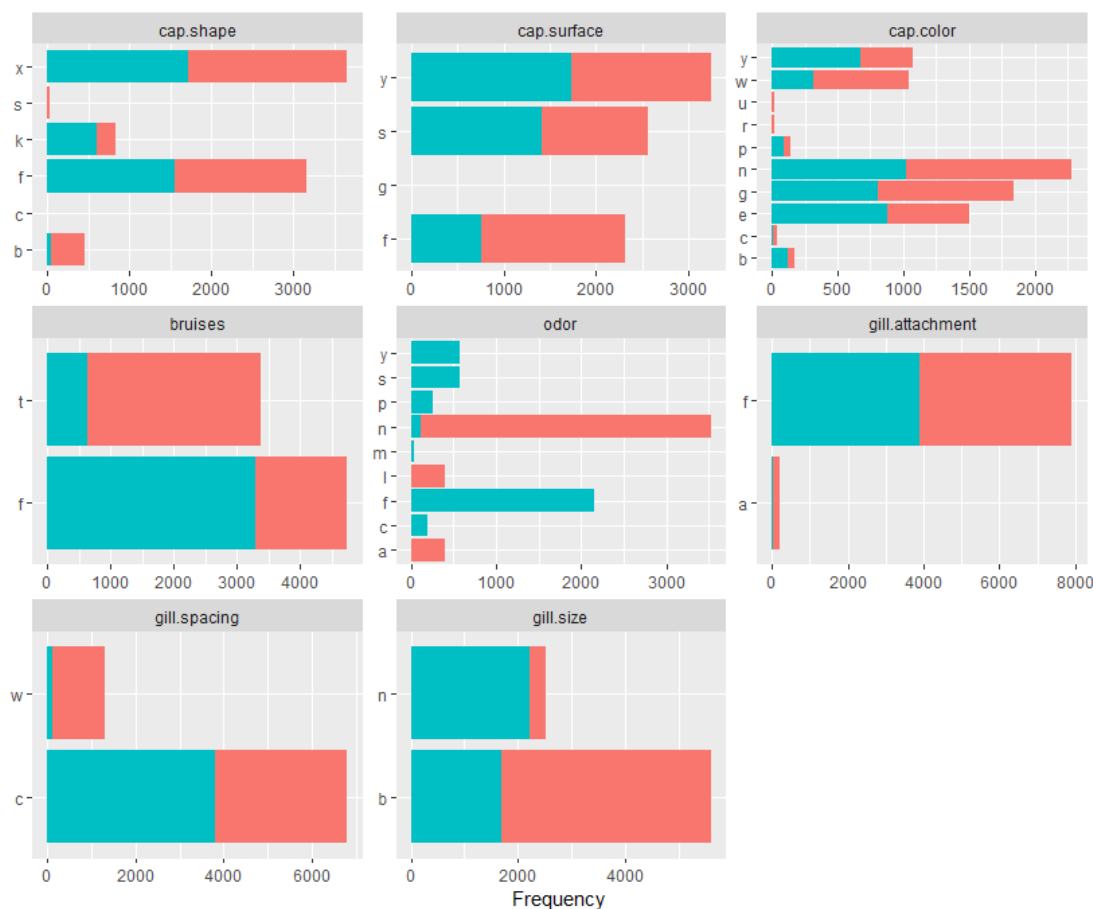 cap.shape
x
s
k
f
c
b
0 1000 2000 3000
cap.surface
y
s
g
f
0 1000 2000 3000
cap.color
y
w
u
r
p
n
g
e
c
b
0 500 1000 1500 2000
bruises
t
f
0 1000 2000 3000 4000
odor
y
s
p
n
m
l
f
c
a
0 1000 2000 3000
gill.attachment
f
a
0 2000 4000 6000 8000
gill.spacing
w
c
0 2000 4000 6000
gill.size
n
b
0 2000 4000
Frequency